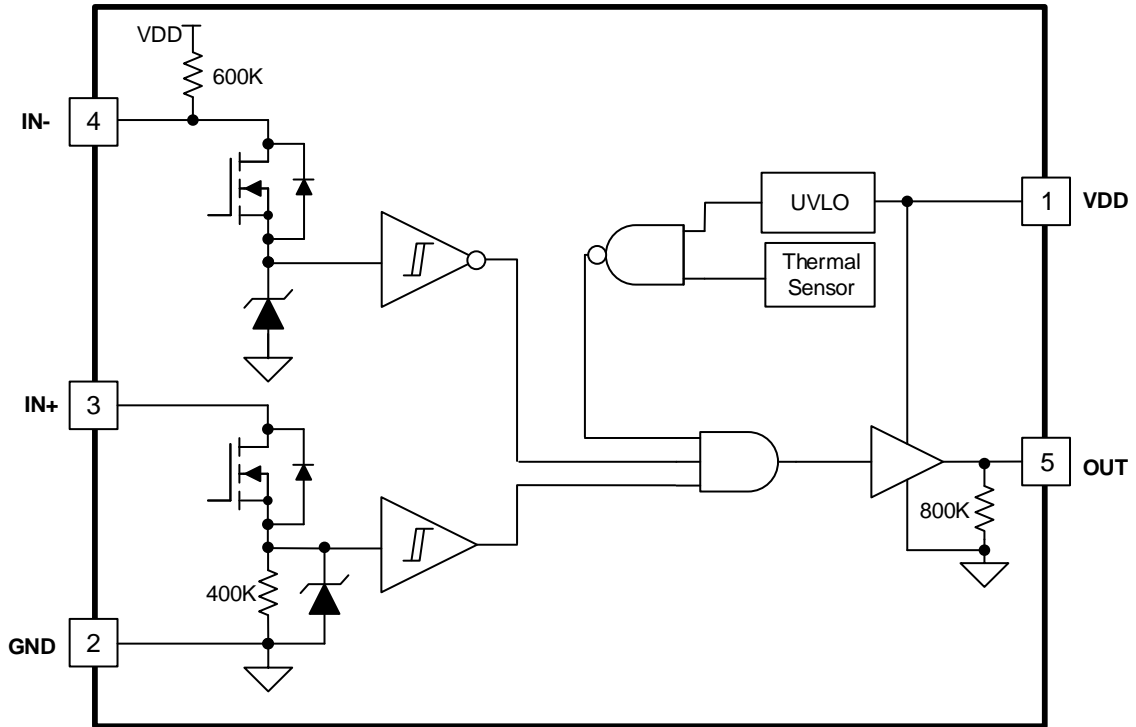 VDD
600K
IN-
4
UVLO
1
VDD
Thermal
Sensor
IN+
3
5
OUT
800K
400K
GND
2